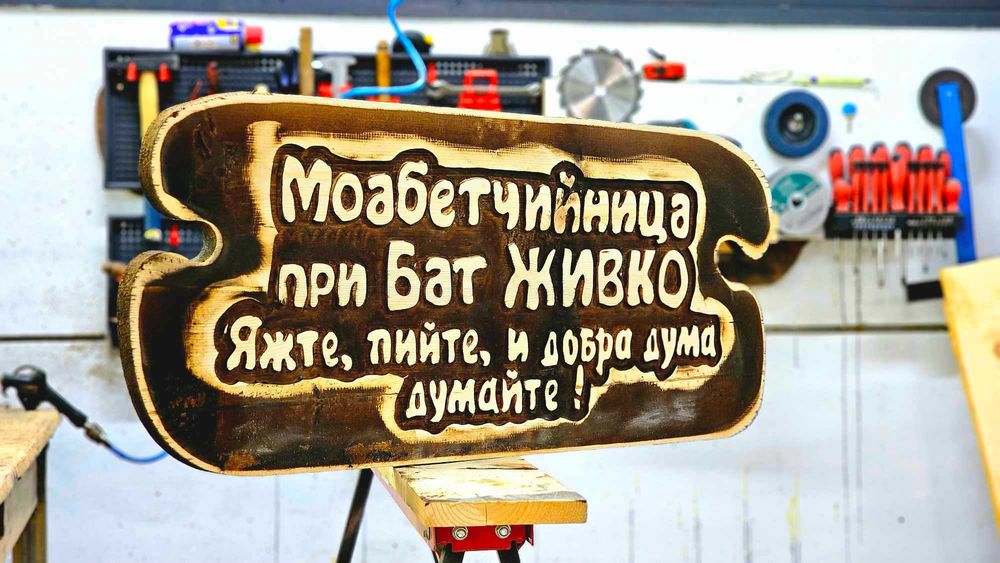 Моабетчийница
при Бат Живко
Яжте, пийте, и добра дума
думайте !